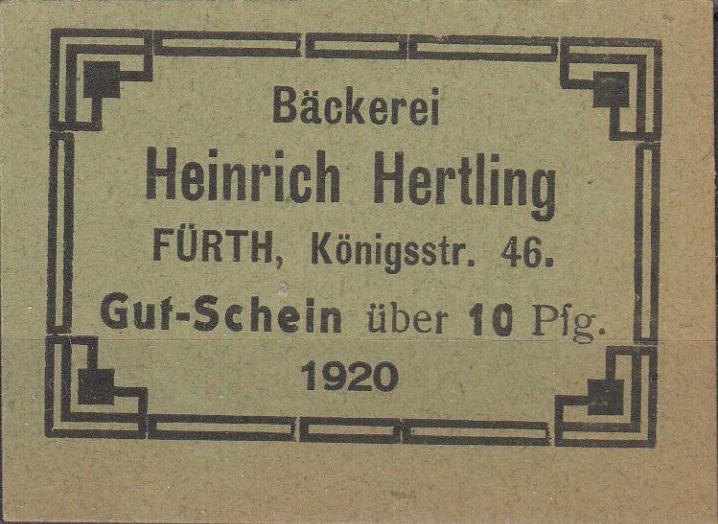 Bäckerei
Heinrich Hertling
FÜRTH, Königsstr. 46.
Gut-Schein über 10 Pfg.
1920